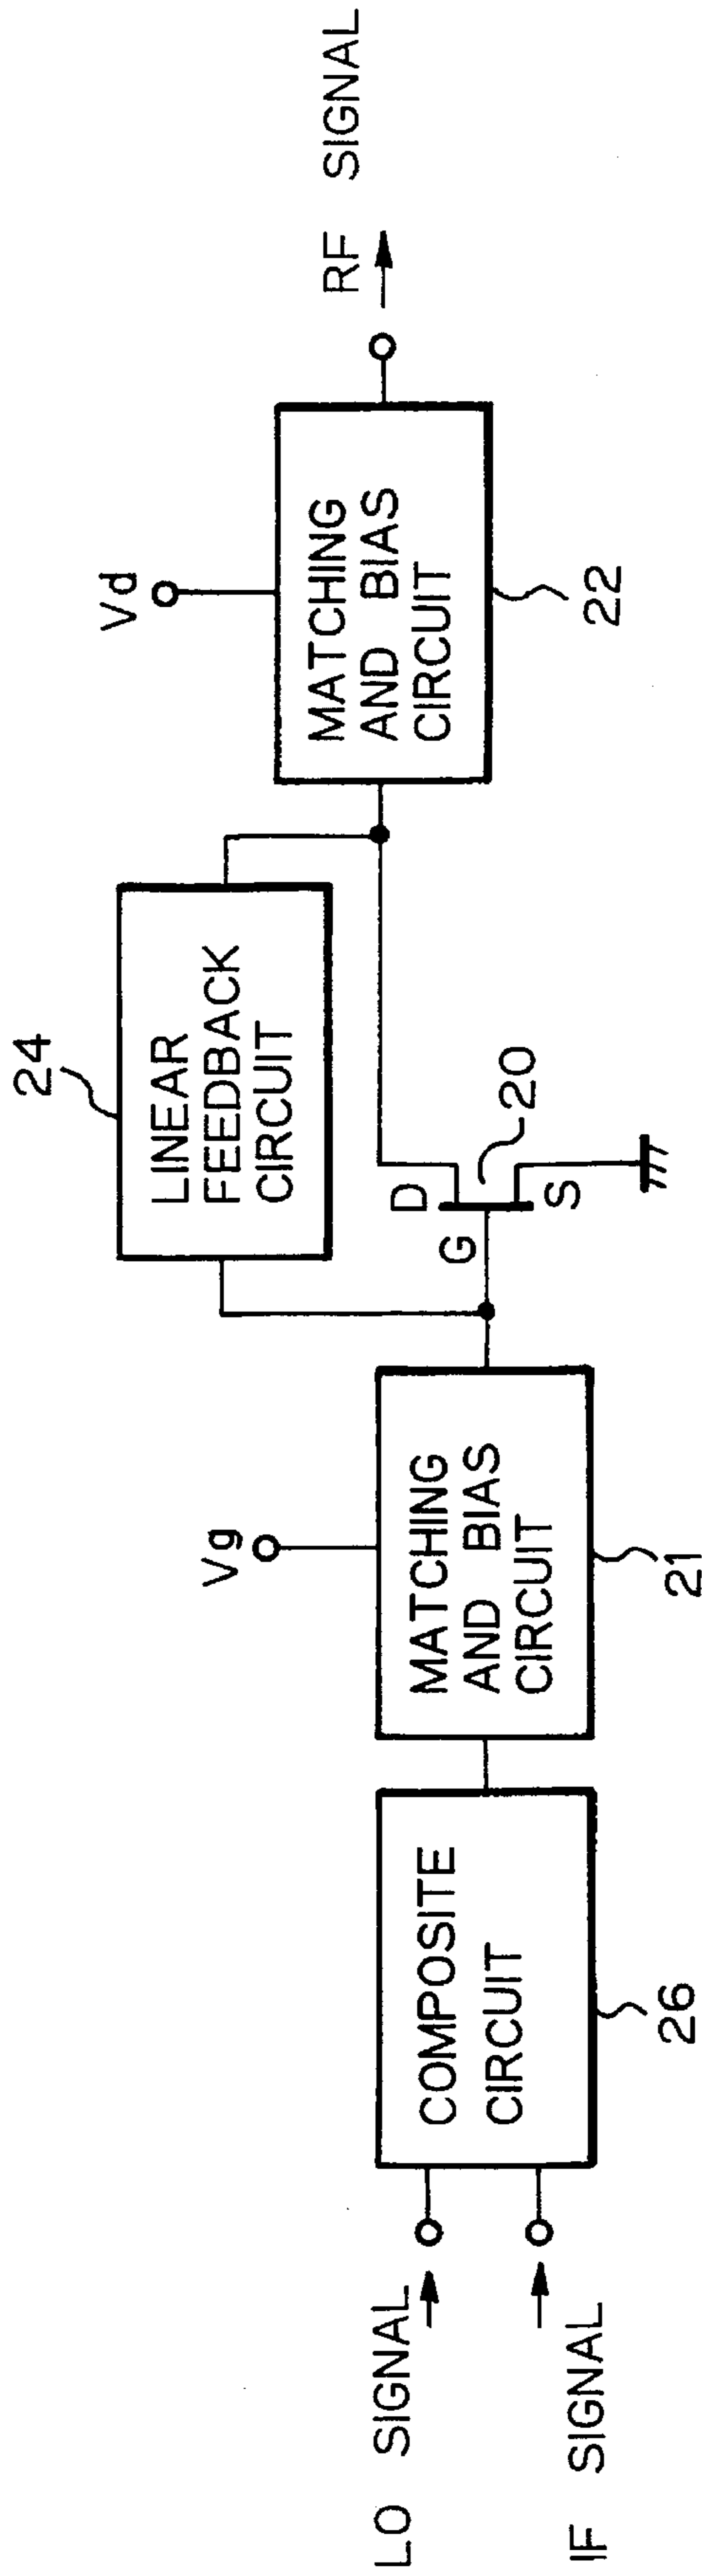 LO SIGNAL
IF SIGNAL
COMPOSITE
CIRCUIT
26
Vg
MATCHING
AND BIAS
CIRCUIT
21
24
LINEAR
FEEDBACK
CIRCUIT
G
D
S
20
Vd
MATCHING
AND BIAS
CIRCUIT
22
RF SIGNAL